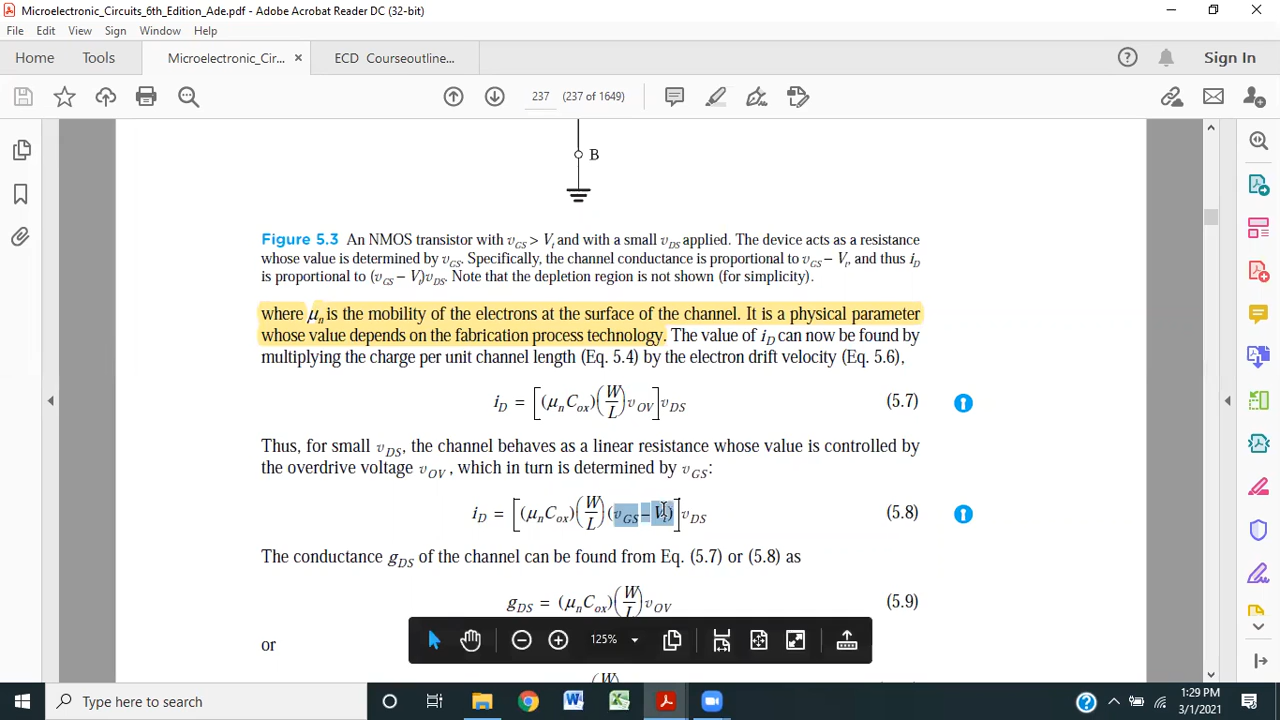 Microelectronic_Circuits_6th_Edition_Ade.pdf - Adobe Acrobat Reader DC (32-bit)
File Edit View Sign Window Help
Home Tools Microelectronic_Cir... × ECD Courseoutline... Sign In
237 (237 of 1649)
B
Figure 5.3 An NMOS transistor with v_GS > V_t and with a small v_DS applied. The device acts as a resistance
whose value is determined by v_GS. Specifically, the channel conductance is proportional to v_GS − V_t, and thus i_D
is proportional to (v_GS − V_t)v_DS. Note that the depletion region is not shown (for simplicity).
where μ_n is the mobility of the electrons at the surface of the channel. It is a physical parameter
whose value depends on the fabrication process technology. The value of i_D can now be found by
multiplying the charge per unit channel length (Eq. 5.4) by the electron drift velocity (Eq. 5.6),
i_D = [(μ_n C_ox)(W/L)v_OV]v_DS (5.7)
Thus, for small v_DS, the channel behaves as a linear resistance whose value is controlled by
the overdrive voltage v_OV, which in turn is determined by v_GS:
i_D = [(μ_n C_ox)(W/L)(v_GS − V_t)]v_DS (5.8)
The conductance g_DS of the channel can be found from Eq. (5.7) or (5.8) as
g_DS = (μ_n C_ox)(W/L)v_OV (5.9)
125%
or
(W
Type here to search
1:29 PM
3/1/2021